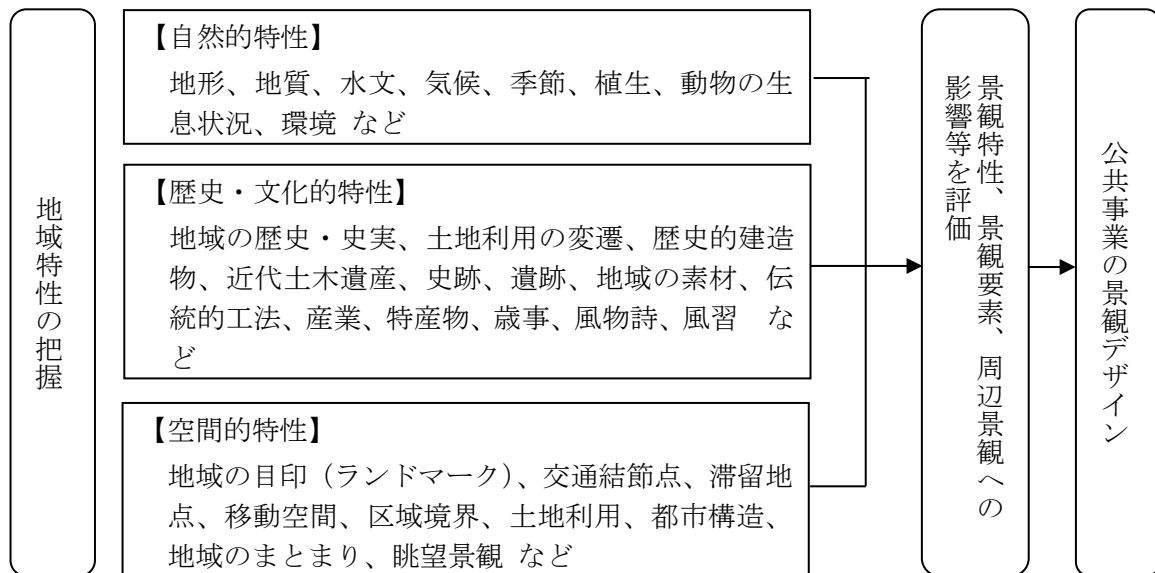 地域特性の把握
【自然的特性】
地形、地質、水文、気候、季節、植生、動物の生
息状況、環境 など
【歴史・文化的特性】
地域の歴史・史実、土地利用の変遷、歴史的建造
物、近代土木遺産、史跡、遺跡、地域の素材、伝
統的工法、産業、特産物、歳事、風物詩、風習　な
ど
【空間的特性】
地域の目印（ランドマーク）、交通結節点、滞留地
点、移動空間、区域境界、土地利用、都市構造、
地域のまとまり、眺望景観 など
景観特性、景観要素、周辺景観への
影響等を評価
公共事業の景観デザイン